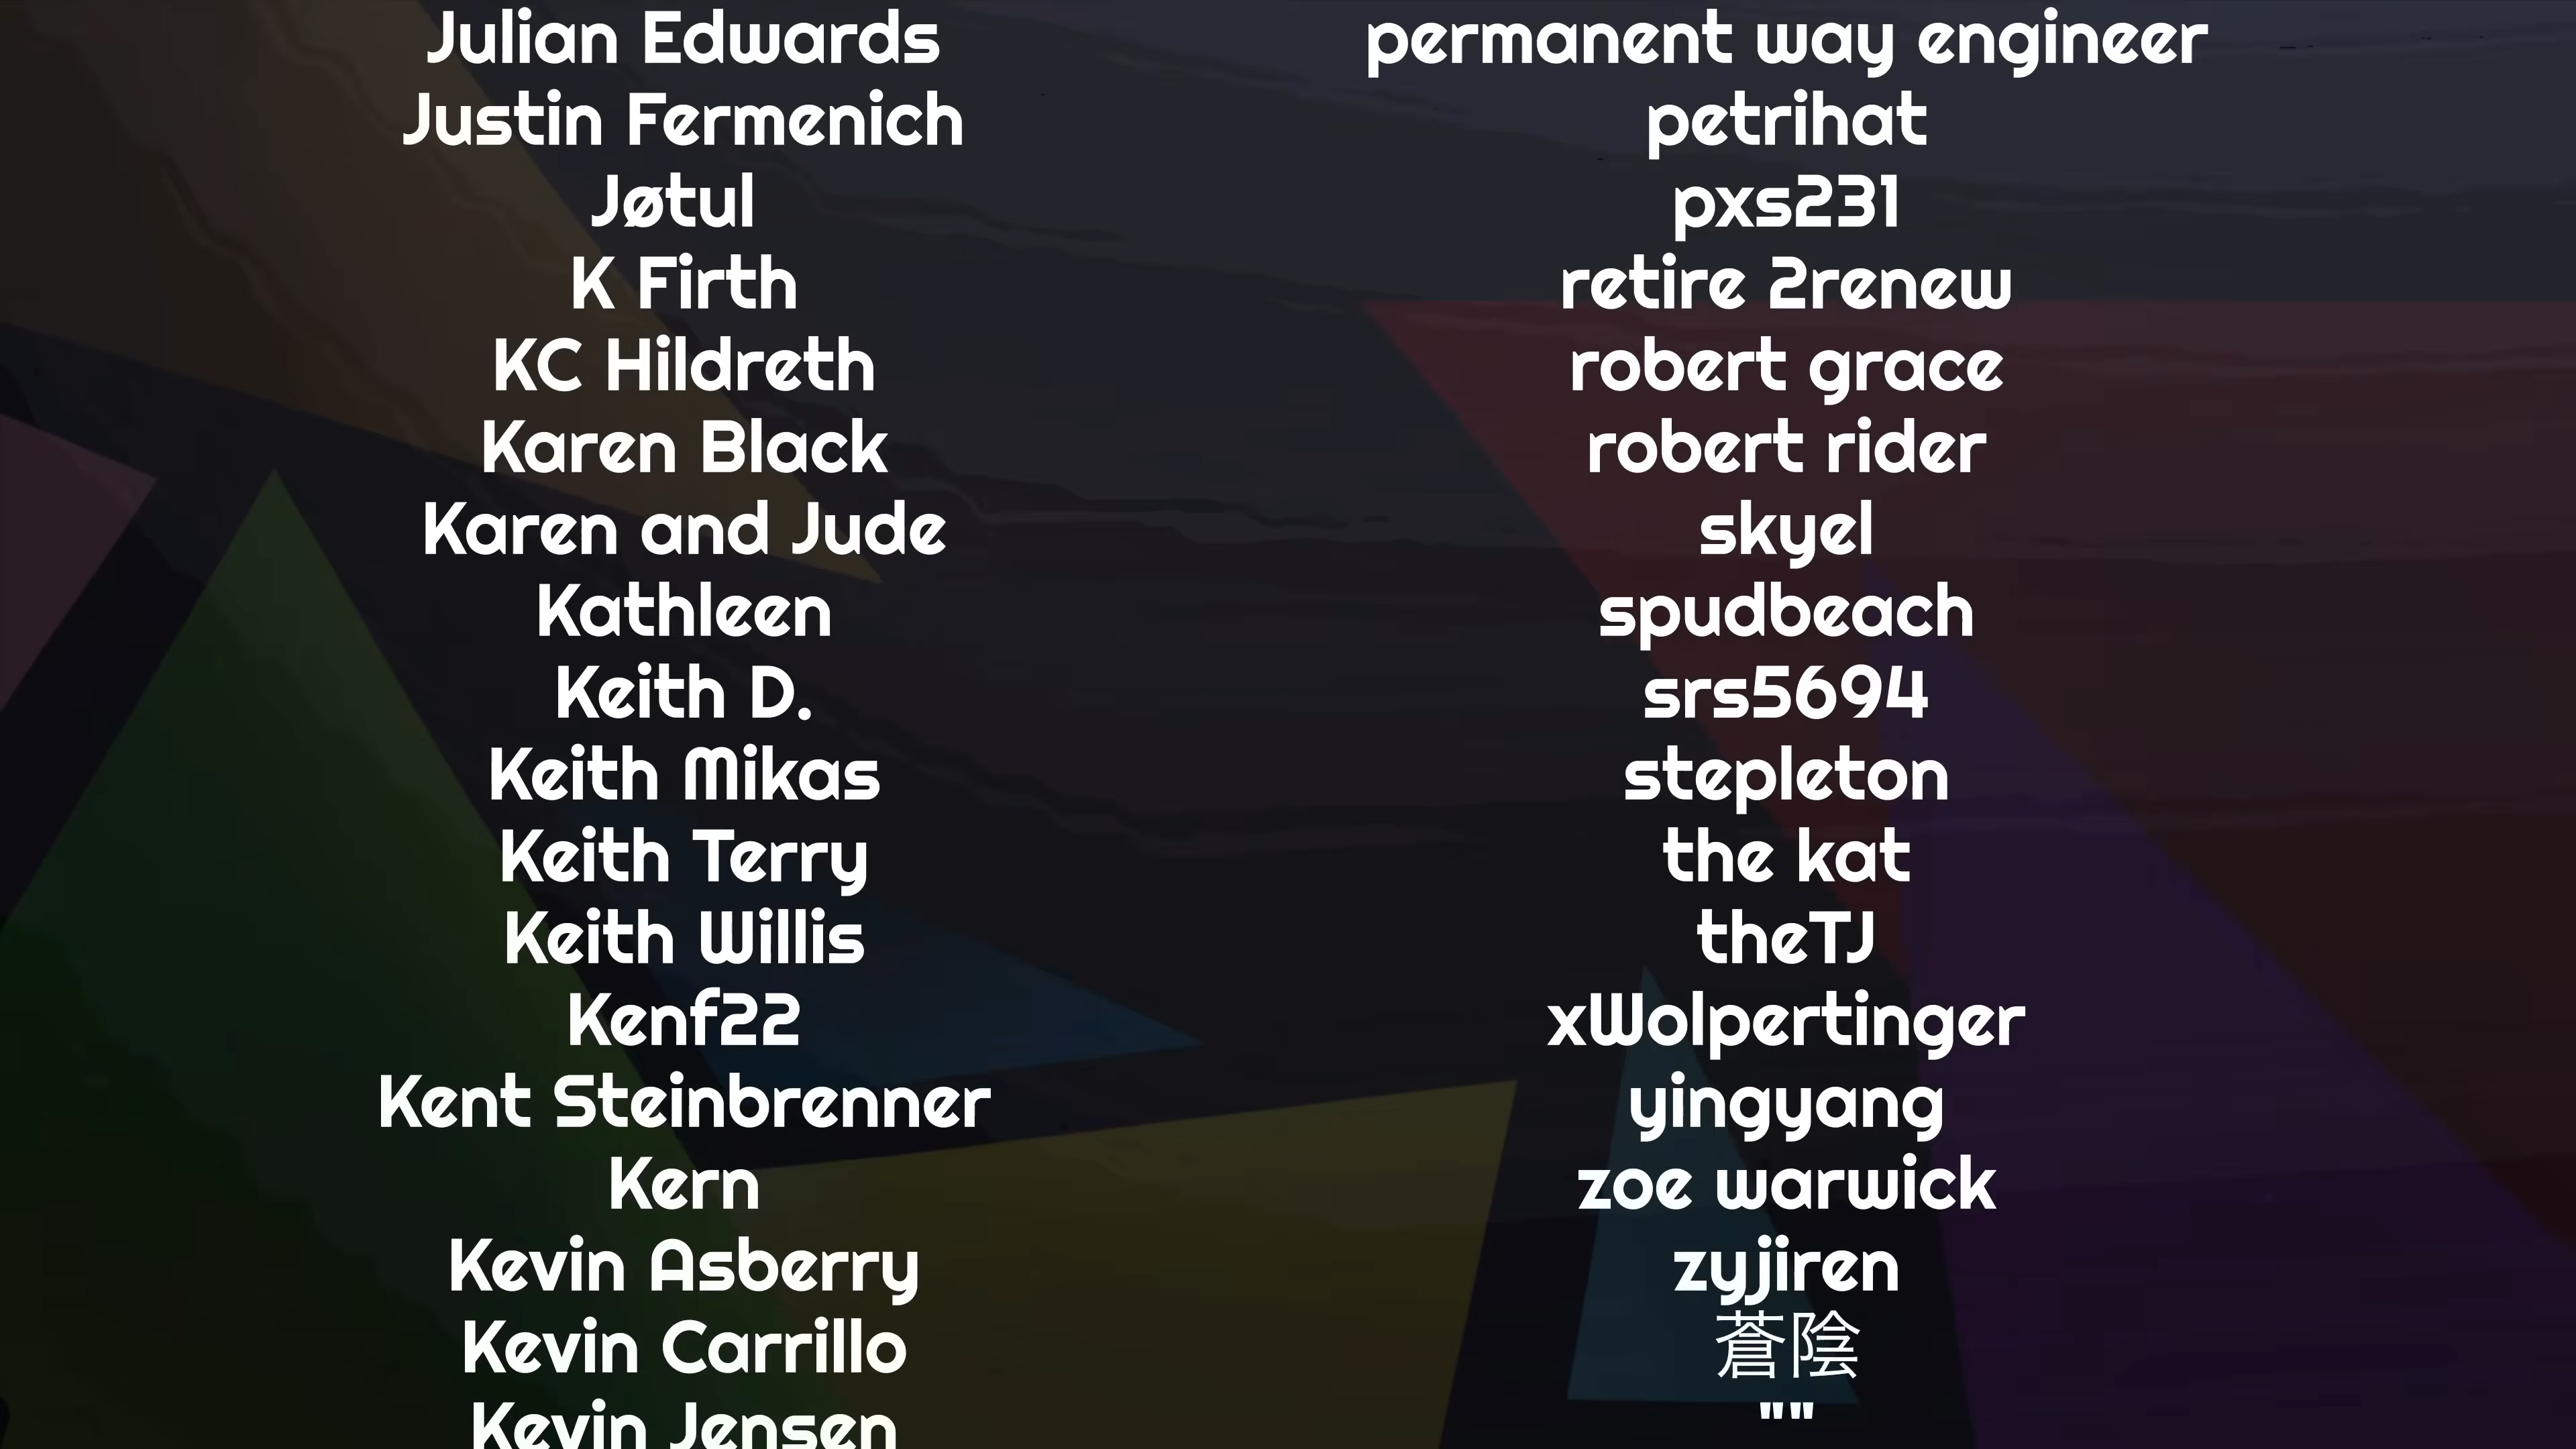 Julian Edwards
Justin Fermenich
Jøtul
K Firth
KC Hildreth
Karen Black
Karen and Jude
Kathleen
Keith D.
Keith Mikas
Keith Terry
Keith Willis
Kenf22
Kent Steinbrenner
Kern
Kevin Asberry
Kevin Carrillo
Kevin Jensen
permanent way engineer
petrihat
pxs231
retire 2renew
robert grace
robert rider
skyel
spudbeach
srs5694
stepleton
the kat
theTJ
xWolpertinger
yingyang
zoe warwick
zyjiren
蒼陰
""